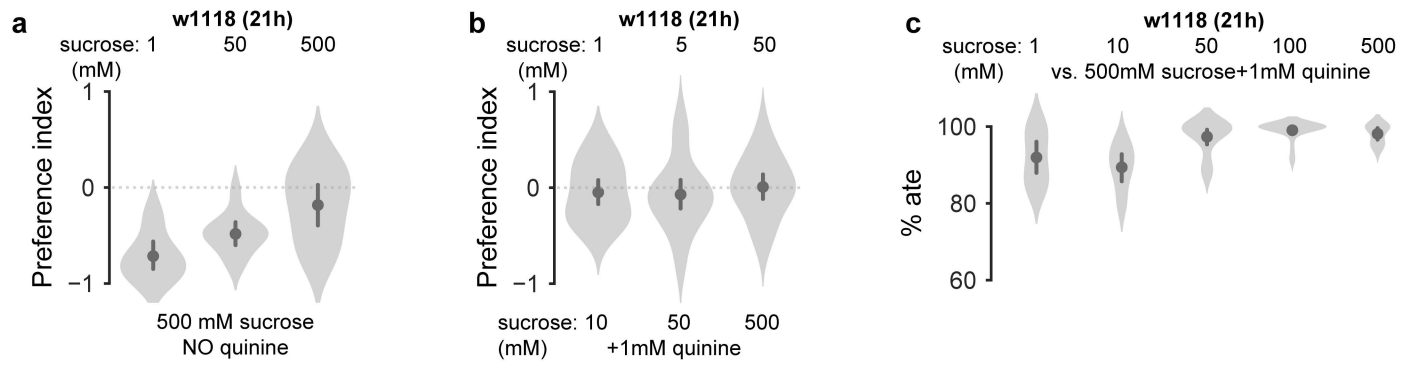 a
w1118 (21h)
sucrose: 1 50 500
(mM)
Preference index
1
0
−1
500 mM sucrose
NO quinine
b
w1118 (21h)
sucrose: 1 5 50
(mM)
Preference index
1
0
−1
sucrose: 10 50 500
(mM) +1mM quinine
c
w1118 (21h)
sucrose: 1 10 50 100 500
(mM) vs. 500mM sucrose+1mM quinine
% ate
100
80
60